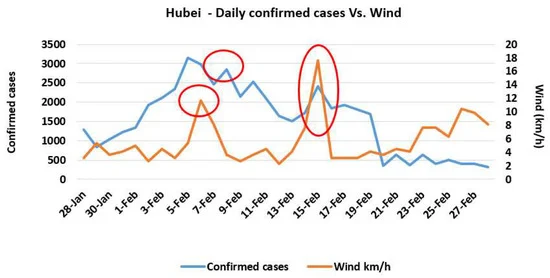 Hubei - Daily confirmed cases Vs. Wind
Confirmed cases
3500
3000
2500
2000
1500
1000
500
0
20
18
16
14
12
10
8
6
4
2
0
Wind (km/h)
28-Jan
30-Jan
1-Feb
3-Feb
5-Feb
7-Feb
9-Feb
11-Feb
13-Feb
15-Feb
17-Feb
19-Feb
21-Feb
23-Feb
25-Feb
27-Feb
Confirmed cases
Wind km/h